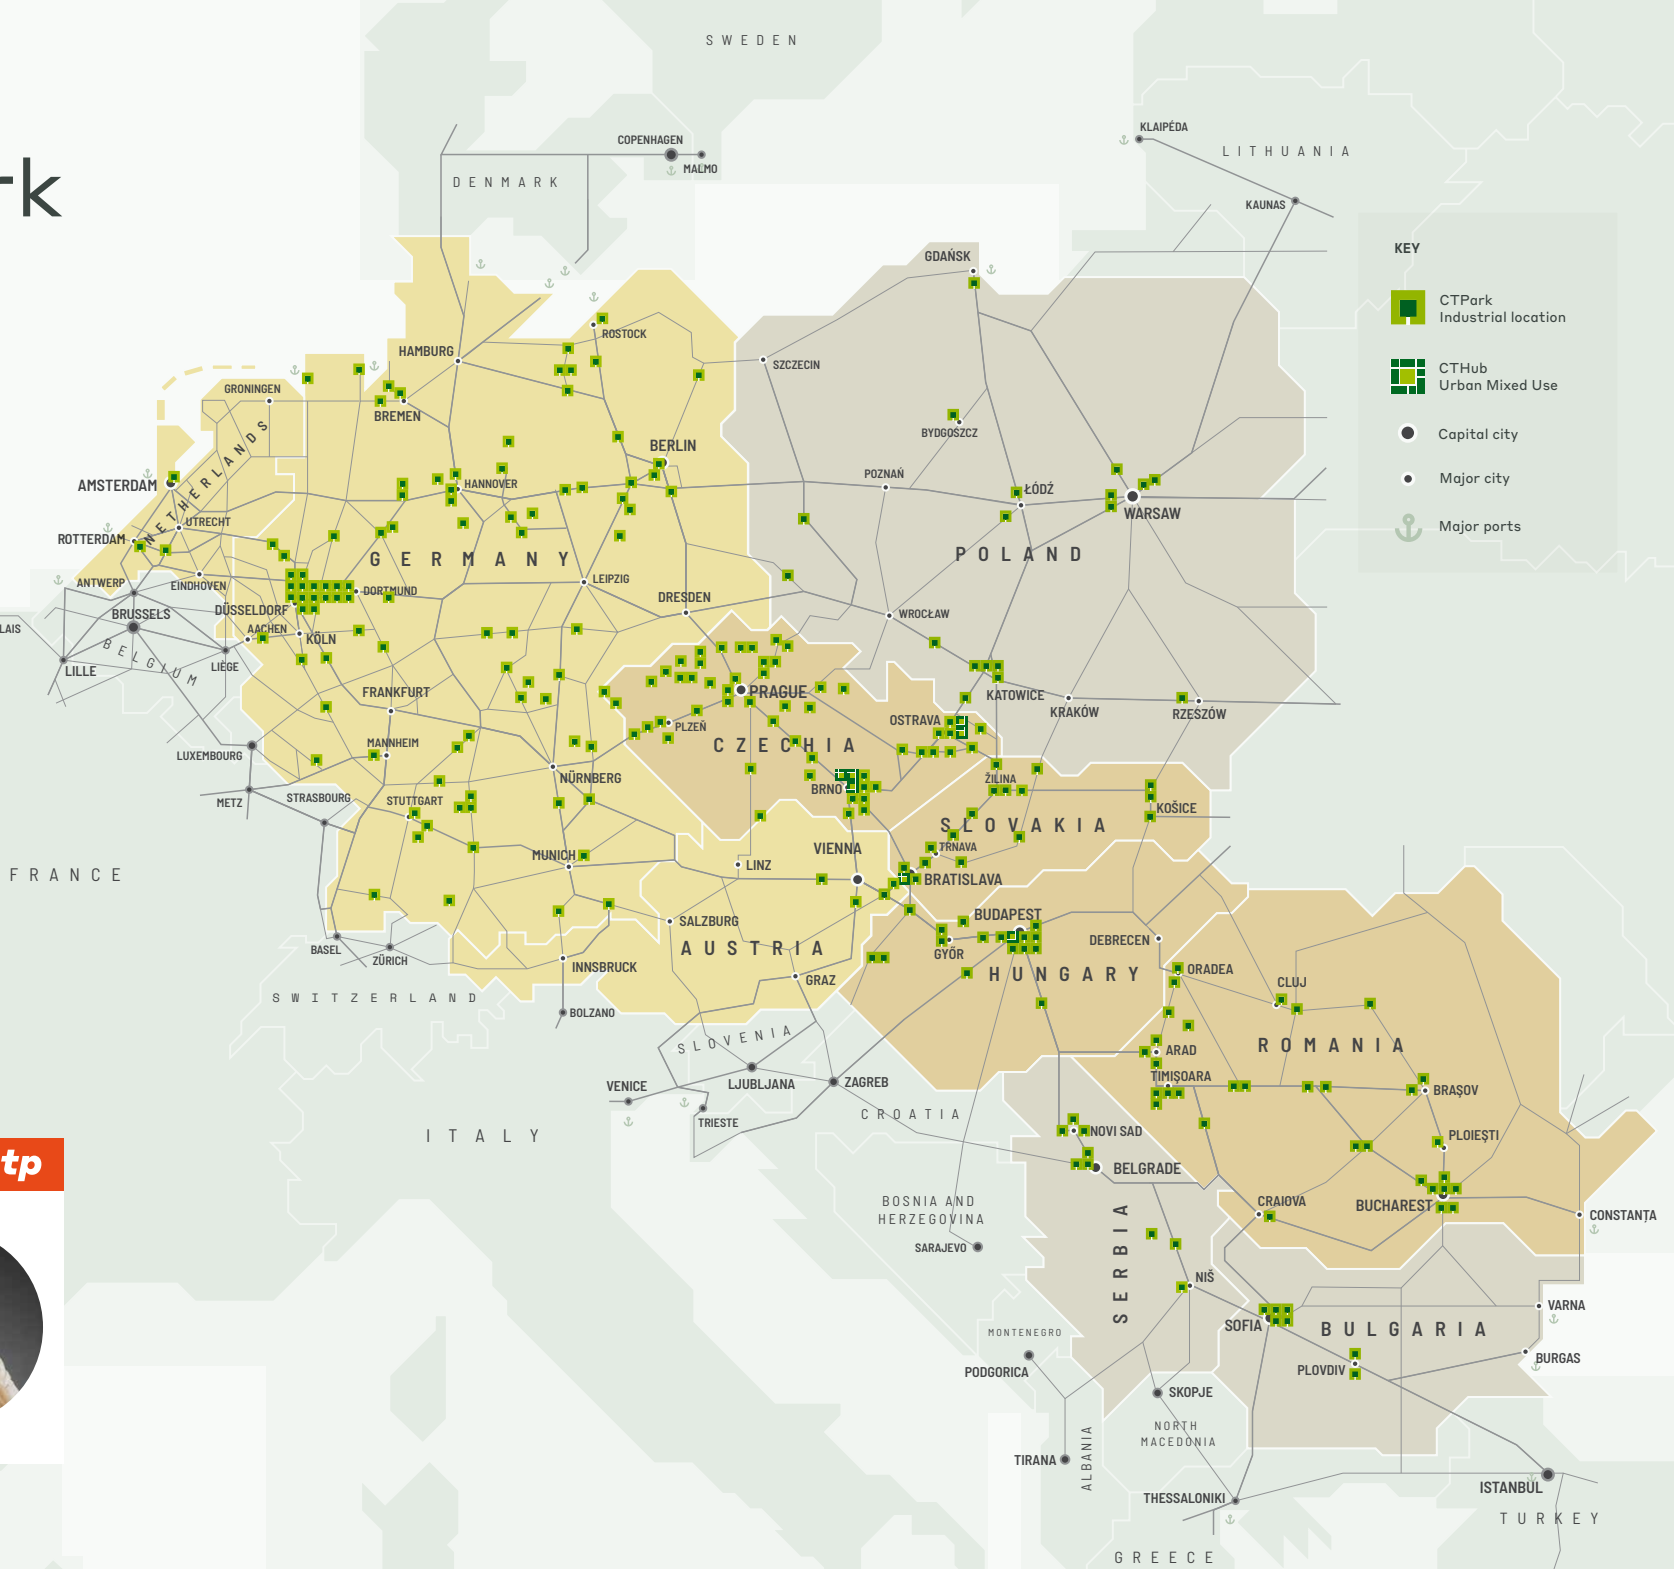 rk
SWEDEN
COPENHAGEN
MALMO
DENMARK
KLAIPÉDA
LITHUANIA
KAUNAS
KEY
CTPark
Industrial location
CTHub
Urban Mixed Use
Capital city
Major city
Major ports
GDAŃSK
ROSTOCK
HAMBURG
SZCZECIN
GRONINGEN
BREMEN
BYDGOSZCZ
BERLIN
NETHERLANDS
AMSTERDAM
HANNOVER
POZNAŃ
ŁÓDŹ
WARSAW
UTRECHT
ROTTERDAM
GERMANY
POLAND
ANTWERP
EINDHOVEN
DORTMUND
LEIPZIG
DRESDEN
BRUSSELS
DÜSSELDORF
WROCŁAW
LAIS
AACHEN
KÖLN
BELGIUM
LIÈGE
LILLE
FRANKFURT
PRAGUE
KATOWICE
KRAKÓW
RZESZÓW
PLZEŇ
OSTRAVA
CZECHIA
MANNHEIM
LUXEMBOURG
NÜRNBERG
ŽILINA
BRNO
METZ
STRASBOURG
STUTTGART
KOŠICE
SLOVAKIA
MUNICH
VIENNA
TRNAVA
LINZ
FRANCE
BRATISLAVA
SALZBURG
BUDAPEST
DEBRECEN
BASEL
ZÜRICH
AUSTRIA
GYŐR
INNSBRUCK
GRAZ
HUNGARY
ORADEA
CLUJ
SWITZERLAND
BOLZANO
SLOVENIA
ROMANIA
ARAD
TIMIȘOARA
VENICE
LJUBLJANA
ZAGREB
BRAȘOV
TRIESTE
CROATIA
ITALY
NOVI SAD
PLOIEȘTI
tp
BELGRADE
BOSNIA AND
HERZEGOVINA
CRAIOVA
BUCHAREST
CONSTANȚA
SARAJEVO
SERBIA
NIŠ
VARNA
SOFIA
BULGARIA
MONTENEGRO
PODGORICA
PLOVDIV
BURGAS
SKOPJE
NORTH
MACEDONIA
TIRANA
ALBANIA
THESSALONIKI
ISTANBUL
TURKEY
GREECE